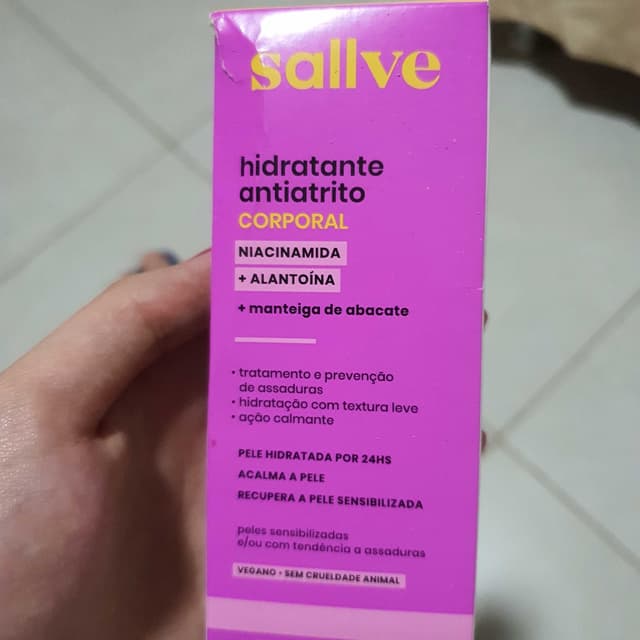 sallve
hidratante
antiatrito
CORPORAL
NIACINAMIDA
+ ALANTOÍNA
+ manteiga de abacate
• tratamento e prevenção
de assaduras
• hidratação com textura leve
• ação calmante
PELE HIDRATADA POR 24HS
ACALMA A PELE
RECUPERA A PELE SENSIBILIZADA
peles sensibilizadas
e/ou com tendência a assaduras
VEGANO • SEM CRUELDADE ANIMAL